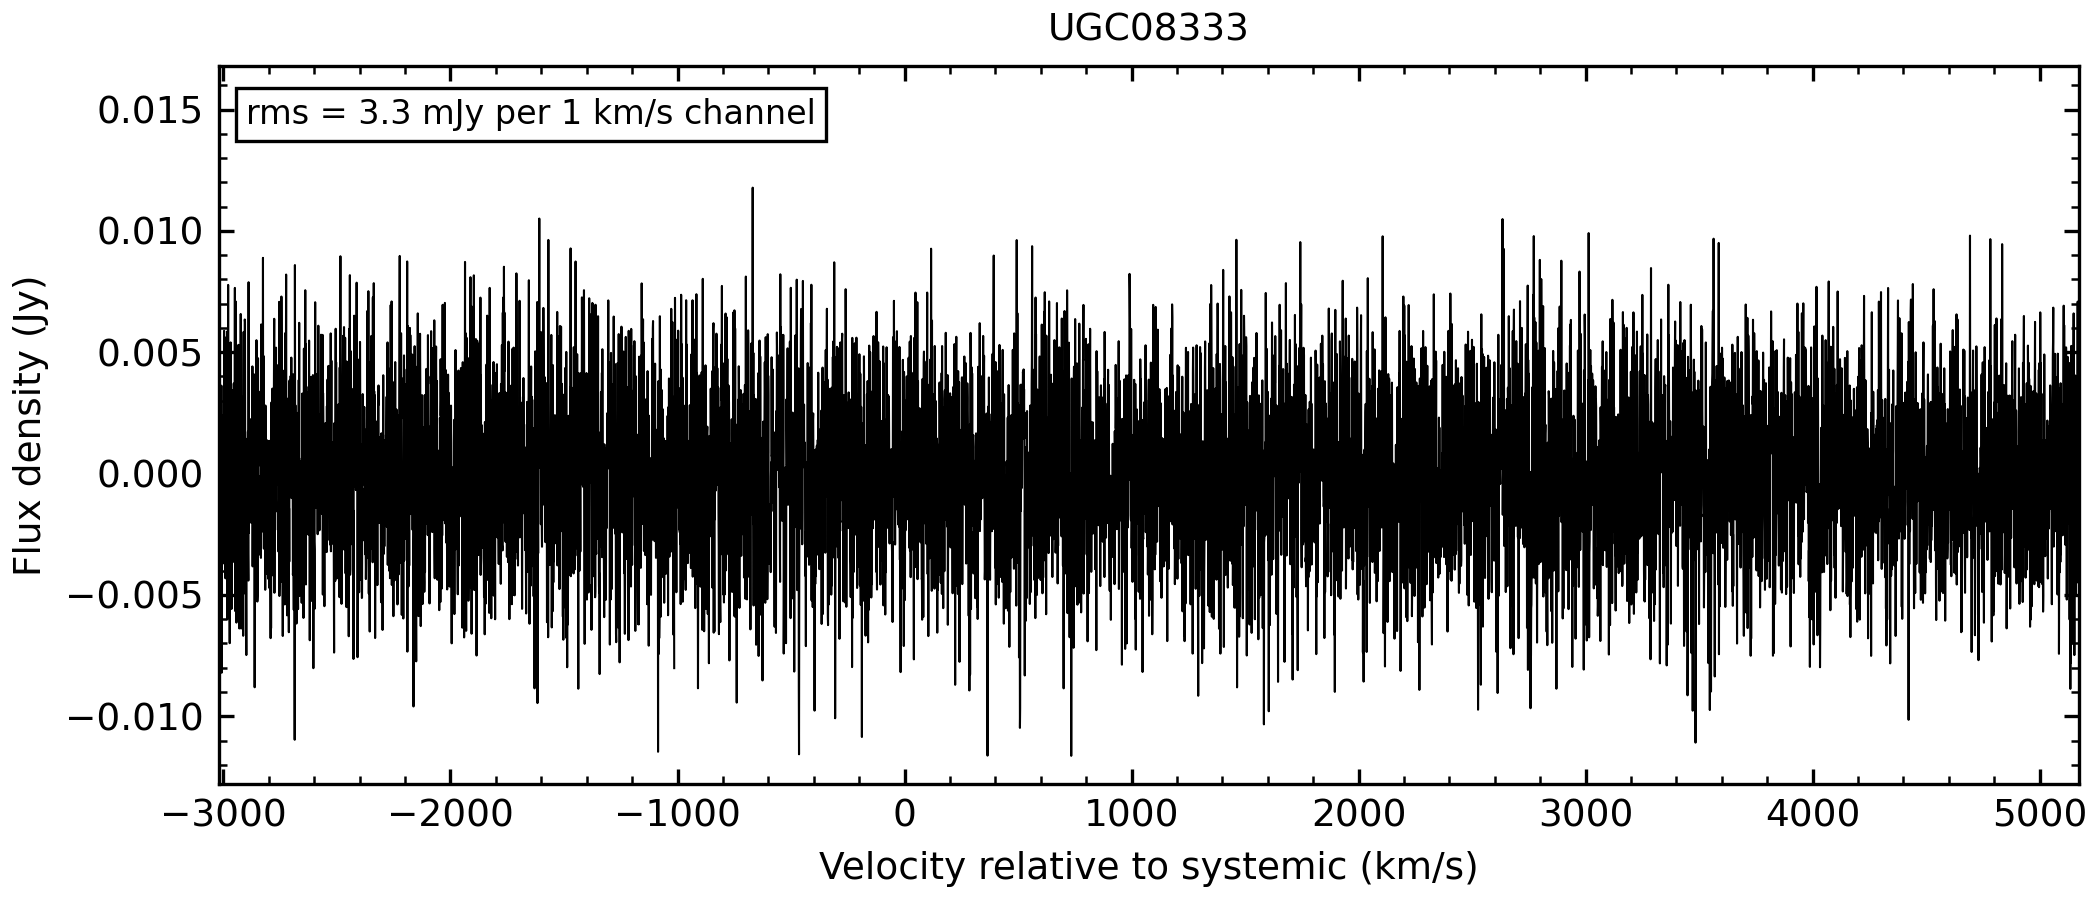 UGC08333
rms = 3.3 mJy per 1 km/s channel
0.015
0.010
0.005
0.000
−0.005
−0.010
Flux density (Jy)
−3000 −2000 −1000 0 1000 2000 3000 4000 5000
Velocity relative to systemic (km/s)